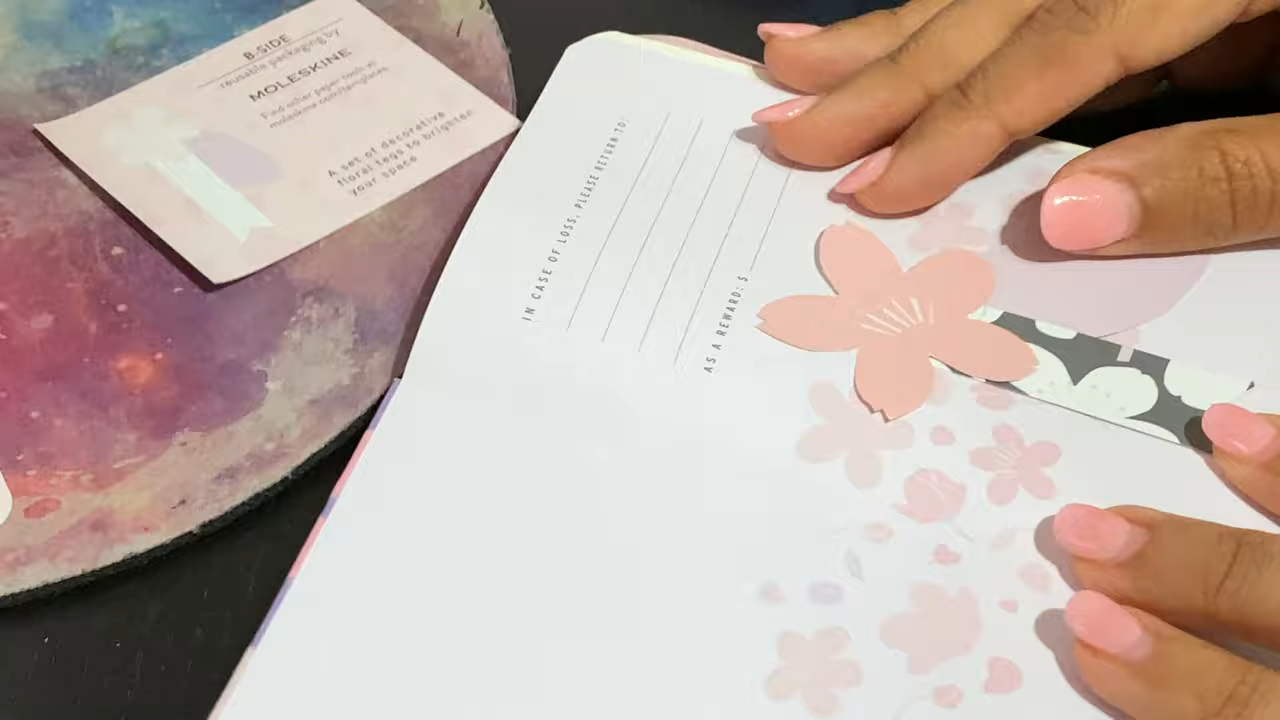 B-SIDE
reusable packaging by
MOLESKINE
Find other paper tools at
moleskine.com/templates
A set of decorative
floral tags to brighten
your space
IN CASE OF LOSS, PLEASE RETURN TO:
AS A REWARD: $